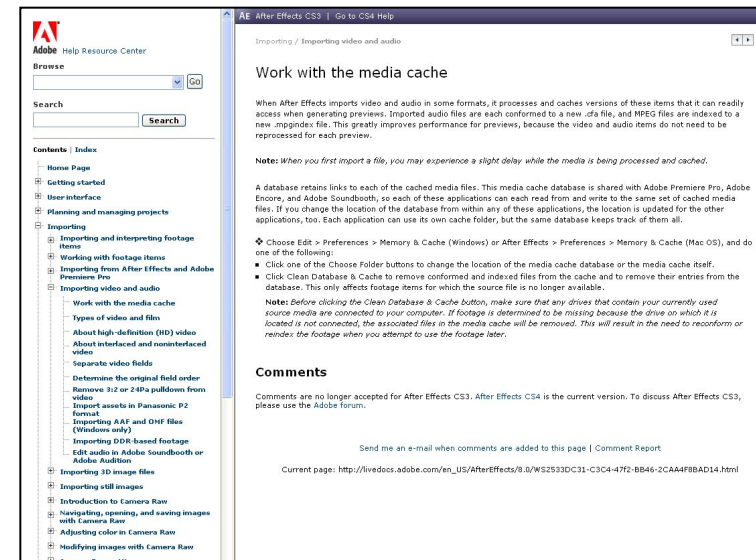 Adobe Help Resource Center
Browse
Go
Search
Search
Contents | Index
Home Page
Getting started
User interface
Planning and managing projects
Importing
Importing and interpreting footage
items
Working with footage items
Importing from After Effects and Adobe
Premiere Pro
Importing video and audio
Work with the media cache
Types of video and film
About high-definition (HD) video
About interlaced and noninterlaced
video
Separate video fields
Determine the original field order
Remove 3:2 or 24Pa pulldown from
video
Import assets in Panasonic P2
format
Importing AAF and OMF files
(Windows only)
Importing DDR-based footage
Edit audio in Adobe Soundbooth or
Adobe Audition
Importing 3D image files
Importing still images
Introduction to Camera Raw
Navigating, opening, and saving images
with Camera Raw
Adjusting color in Camera Raw
Modifying images with Camera Raw
AE After Effects CS3 | Go to CS4 Help
Importing / Importing video and audio
Work with the media cache
When After Effects imports video and audio in some formats, it processes and caches versions of these items that it can readily
access when generating previews. Imported audio files are each conformed to a new .cfa file, and MPEG files are indexed to a
new .mpgindex file. This greatly improves performance for previews, because the video and audio items do not need to be
reprocessed for each preview.
Note: When you first import a file, you may experience a slight delay while the media is being processed and cached.
A database retains links to each of the cached media files. This media cache database is shared with Adobe Premiere Pro, Adobe
Encore, and Adobe Soundbooth, so each of these applications can each read from and write to the same set of cached media
files. If you change the location of the database from within any of these applications, the location is updated for the other
applications, too. Each application can use its own cache folder, but the same database keeps track of them all.
❖ Choose Edit > Preferences > Memory & Cache (Windows) or After Effects > Preferences > Memory & Cache (Mac OS), and do
one of the following:
■ Click one of the Choose Folder buttons to change the location of the media cache database or the media cache itself.
■ Click Clean Database & Cache to remove conformed and indexed files from the cache and to remove their entries from the
database. This only affects footage items for which the source file is no longer available.
Note: Before clicking the Clean Database & Cache button, make sure that any drives that contain your currently used
source media are connected to your computer. If footage is determined to be missing because the drive on which it is
located is not connected, the associated files in the media cache will be removed. This will result in the need to reconform or
reindex the footage when you attempt to use the footage later.
Comments
Comments are no longer accepted for After Effects CS3. After Effects CS4 is the current version. To discuss After Effects CS3,
please use the Adobe forum.
Send me an e-mail when comments are added to this page | Comment Report
Current page: http://livedocs.adobe.com/en_US/AfterEffects/8.0/WS2533DC31-C3C4-47f2-BB46-2CAA4F8BAD14.html